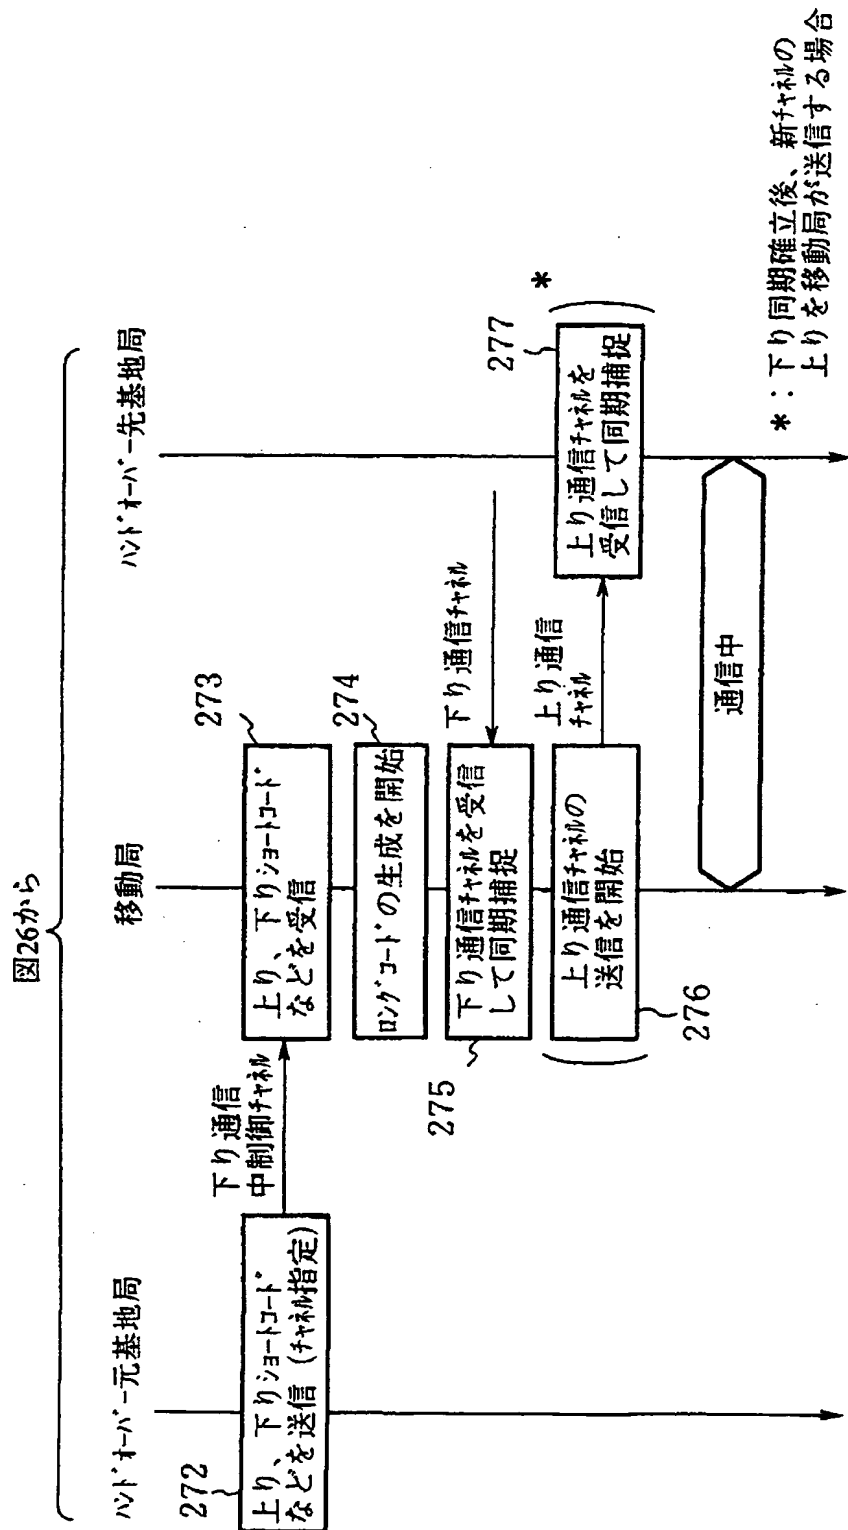 図26から
ハンドオーバー元基地局
移動局
ハンドオーバー先基地局
272
上り、下りショートコード
などを送信(チャネル指定)
下り通信
中制御チャネル
273
上り、下りショートコード
などを受信
274
ロングコードの生成を開始
下り通信チャネル
275
下り通信チャネルを受信
して同期捕捉
276
上り通信チャネルの
送信を開始
上り通信
チャネル
277
*
上り通信チャネルを
受信して同期捕捉
通信中
*:下り同期確立後、新チャネルの
上りを移動局が送信する場合